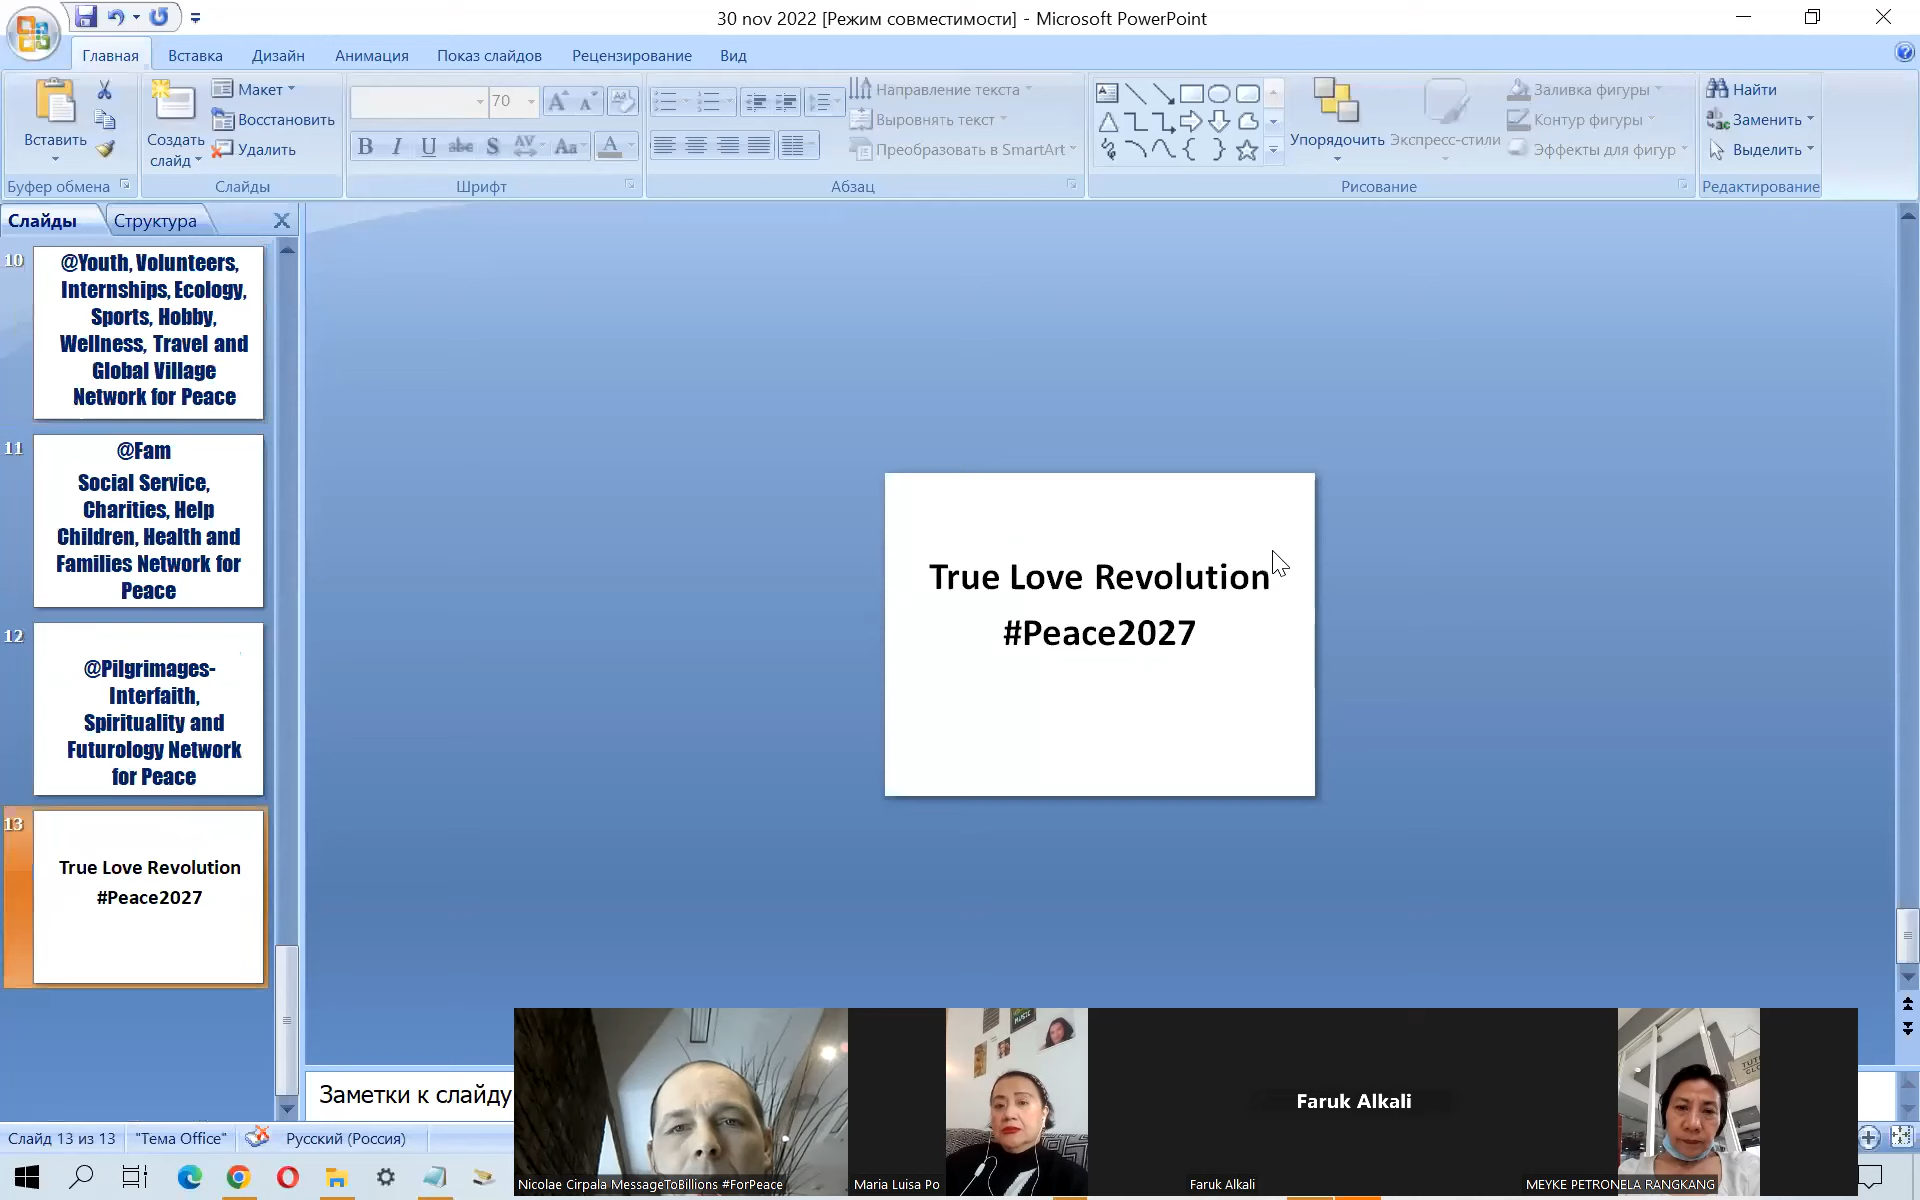 30 nov 2022 [Режим совместимости] - Microsoft PowerPoint
Главная Вставка Дизайн Анимация Показ слайдов Рецензирование Вид
Вставить
Буфер обмена
Создать слайд
Макет
Восстановить
Удалить
Слайды
70
Шрифт
Направление текста
Выровнять текст
Преобразовать в SmartArt
Абзац
Упорядочить
Экспресс-стили
Заливка фигуры
Контур фигуры
Эффекты для фигур
Рисование
Найти
Заменить
Выделить
Редактирование
Слайды Структура
10
@Youth, Volunteers,
Internships, Ecology,
Sports, Hobby,
Wellness, Travel and
Global Village
Network for Peace
11
@Fam
Social Service,
Charities, Help
Children, Health and
Families Network for
Peace
12
@Pilgrimages-
Interfaith,
Spirituality and
Futurology Network
for Peace
13
True Love Revolution
#Peace2027
True Love Revolution
#Peace2027
Заметки к слайду
Слайд 13 из 13 "Тема Office" Русский (Россия)
MUSIC
Faruk Alkali
Nicolae Cirpala MessageToBillions #ForPeace
Maria Luisa Po
Faruk Alkali
MEYKE PETRONELA RANGKANG